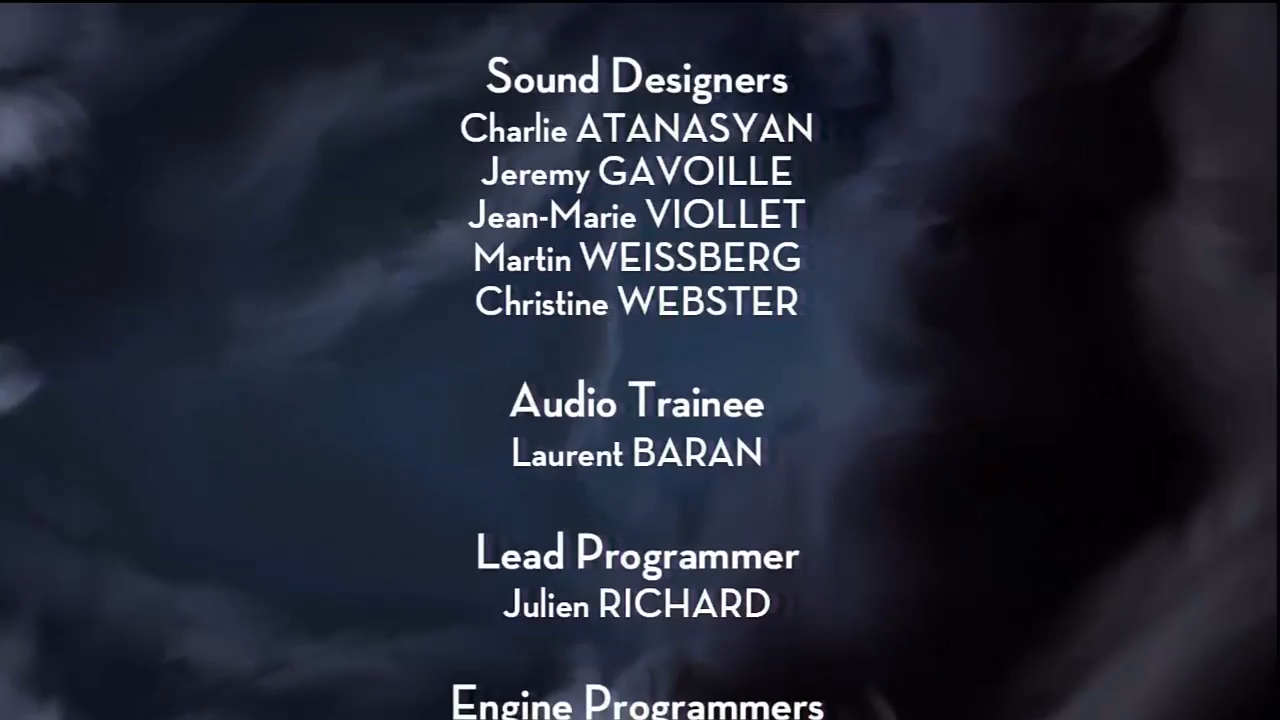 Sound Designers
Charlie ATANASYAN
Jeremy GAVOILLE
Jean-Marie VIOLLET
Martin WEISSBERG
Christine WEBSTER
Audio Trainee
Laurent BARAN
Lead Programmer
Julien RICHARD
Engine Programmers